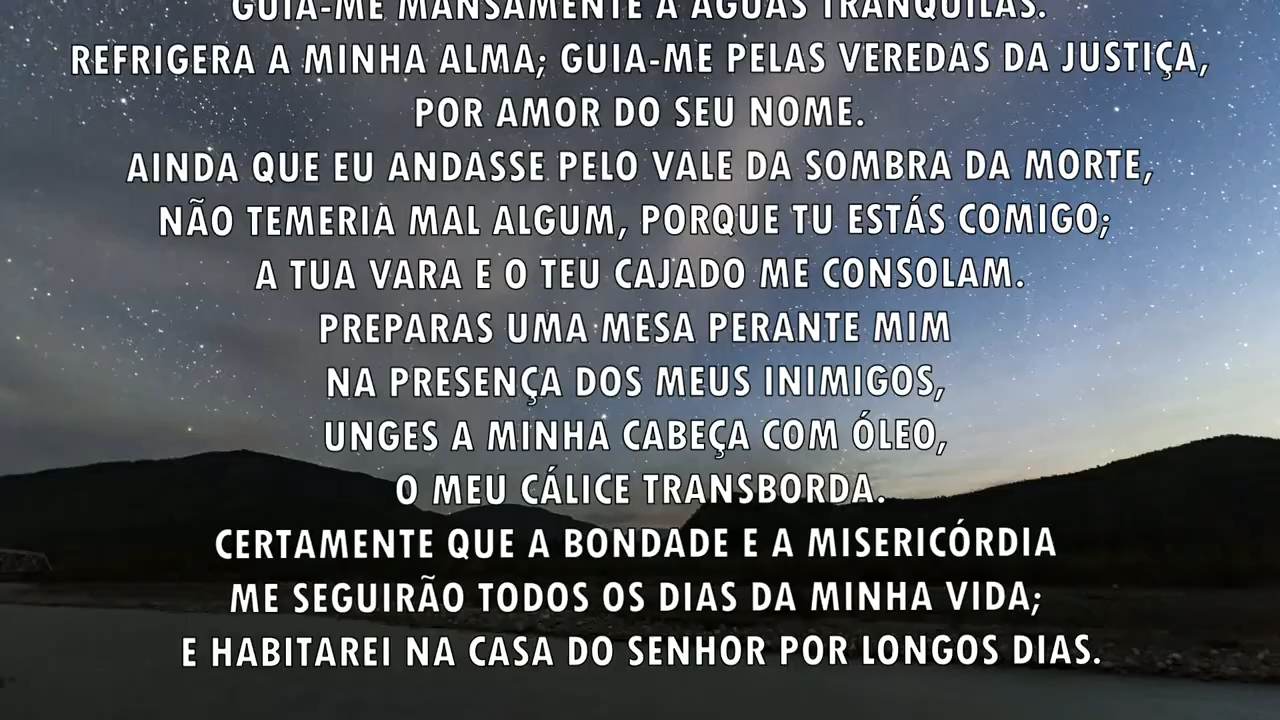 GUIA-ME MANSAMENTE A ÁGUAS TRANQUILAS.
REFRIGERA A MINHA ALMA; GUIA-ME PELAS VEREDAS DA JUSTIÇA,
POR AMOR DO SEU NOME.
AINDA QUE EU ANDASSE PELO VALE DA SOMBRA DA MORTE,
NÃO TEMERIA MAL ALGUM, PORQUE TU ESTÁS COMIGO;
A TUA VARA E O TEU CAJADO ME CONSOLAM.
PREPARAS UMA MESA PERANTE MIM
NA PRESENÇA DOS MEUS INIMIGOS,
UNGES A MINHA CABEÇA COM ÓLEO,
O MEU CÁLICE TRANSBORDA.
CERTAMENTE QUE A BONDADE E A MISERICÓRDIA
ME SEGUIRÃO TODOS OS DIAS DA MINHA VIDA;
E HABITAREI NA CASA DO SENHOR POR LONGOS DIAS.